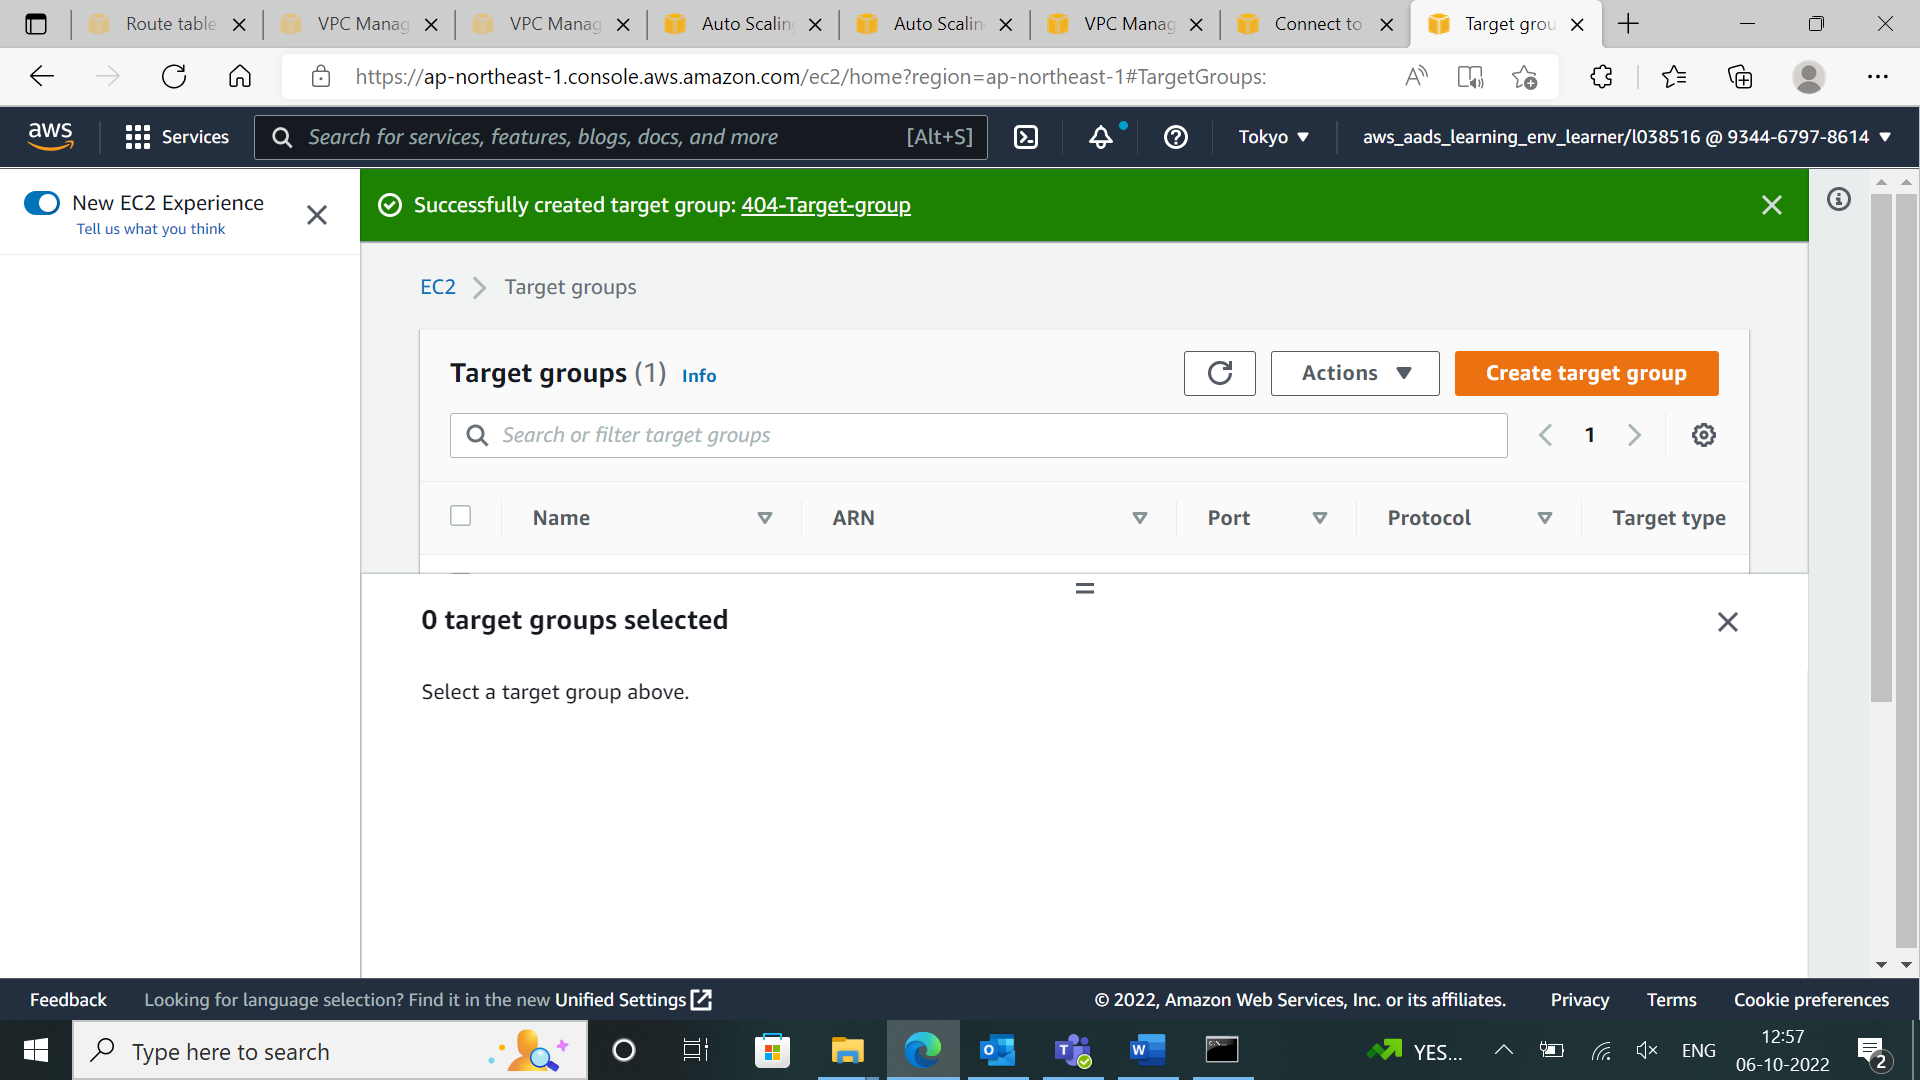 Route table
VPC Manag
VPC Manag
Auto Scaling
Auto Scalin
VPC Manag
Connect to
Target grou
https://ap-northeast-1.console.aws.amazon.com/ec2/home?region=ap-northeast-1#TargetGroups:
aws
Services
Search for services, features, blogs, docs, and more
[Alt+S]
Tokyo
aws_aads_learning_env_learner/l038516 @ 9344-6797-8614
New EC2 Experience
Tell us what you think
Successfully created target group: 404-Target-group
EC2
Target groups
Target groups (1) Info
Actions
Create target group
Search or filter target groups
1
Name
ARN
Port
Protocol
Target type
0 target groups selected
Select a target group above.
Feedback
Looking for language selection? Find it in the new Unified Settings
© 2022, Amazon Web Services, Inc. or its affiliates.
Privacy
Terms
Cookie preferences
Type here to search
YES...
ENG
12:57
06-10-2022
2